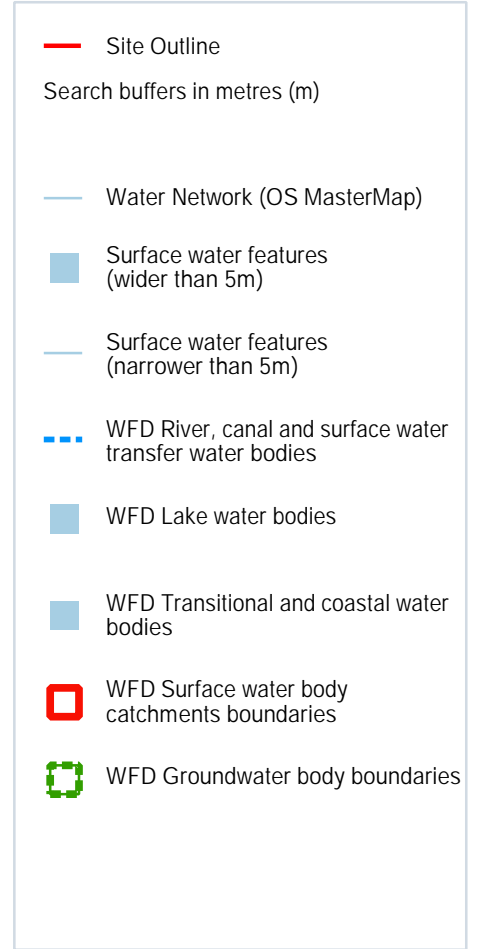 Site Outline
Search buffers in metres (m)
Water Network (OS MasterMap)
Surface water features
(wider than 5m)
Surface water features
(narrower than 5m)
WFD River, canal and surface water
transfer water bodies
WFD Lake water bodies
WFD Transitional and coastal water
bodies
WFD Surface water body
catchments boundaries
WFD Groundwater body boundaries